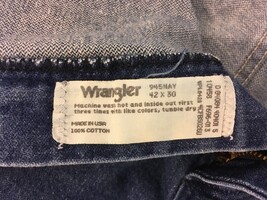 Wrangler
945NAV
42 X 30
Machine wash hot and inside out first
three times with like colors, tumble dry
MADE IN USA
100% COTTON